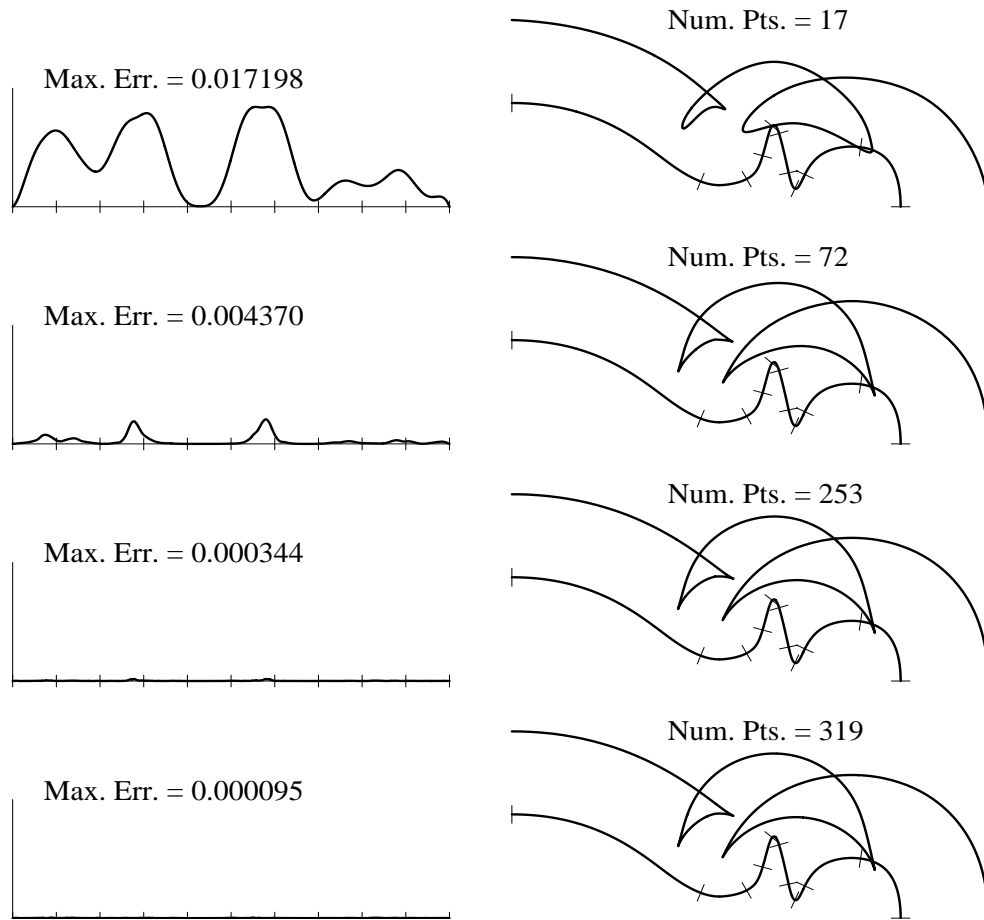 Num. Pts. = 17
Max. Err. = 0.017198
Num. Pts. = 72
Max. Err. = 0.004370
Num. Pts. = 253
Max. Err. = 0.000344
Num. Pts. = 319
Max. Err. = 0.000095